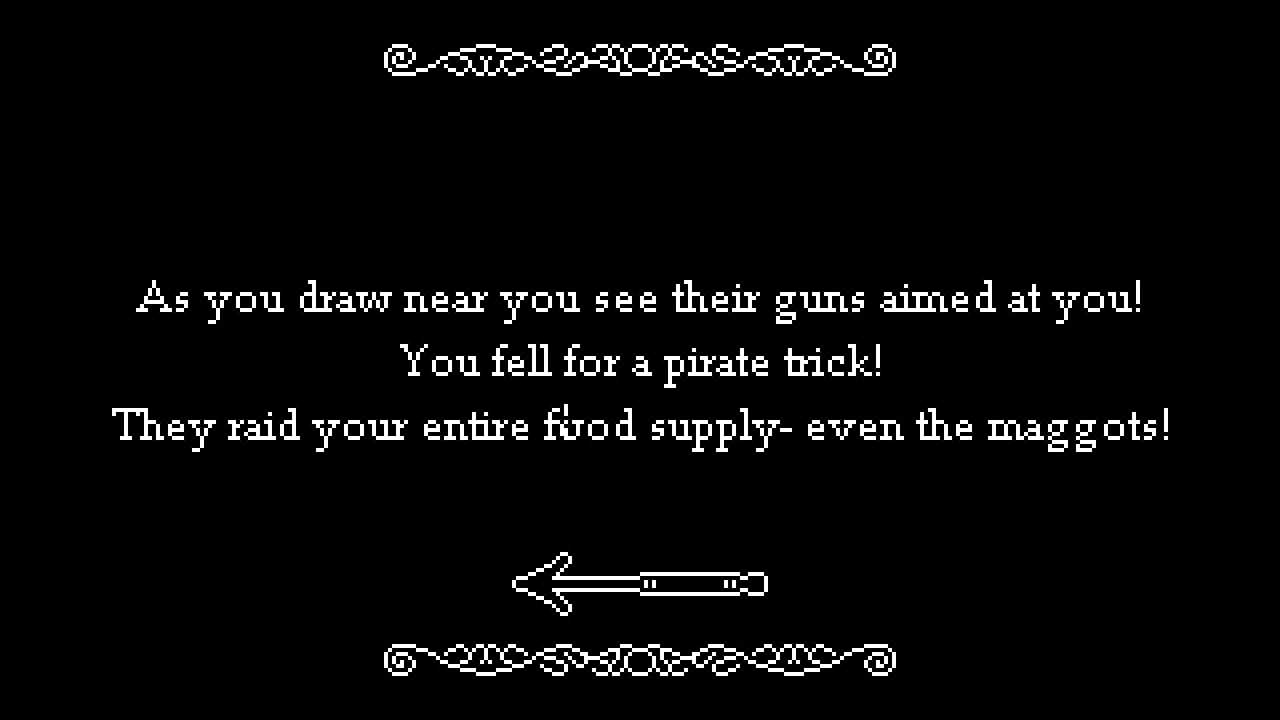 As you draw near you see their guns aimed at you!
You fell for a pirate trick!
They raid your entire food supply- even the maggots!